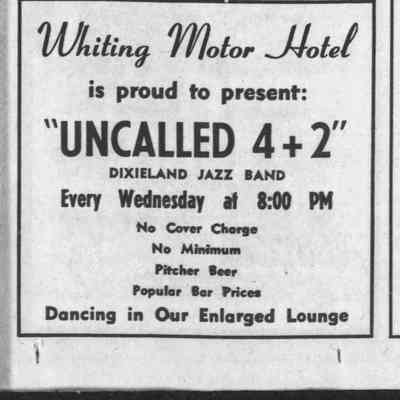 Whiting Motor Hotel
is proud to present:
"UNCALLED 4 + 2"
DIXIELAND JAZZ BAND
Every Wednesday at 8:00 PM
No Cover Charge
No Minimum
Pitcher Beer
Popular Bar Prices
Dancing in Our Enlarged Lounge